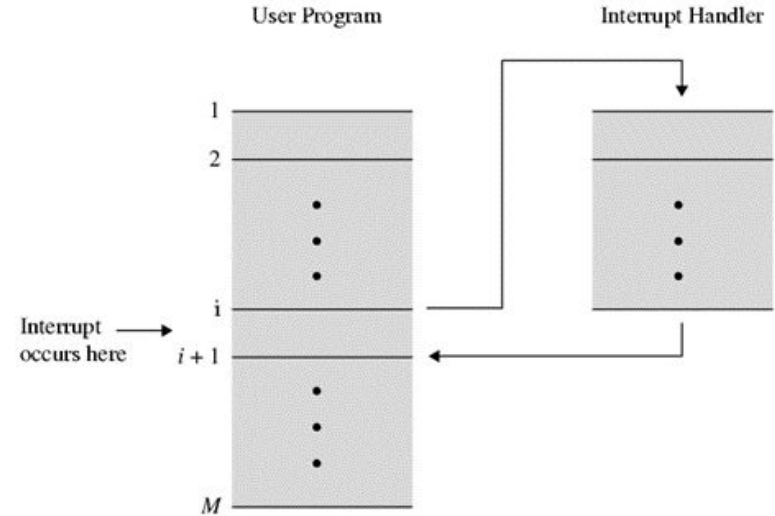 User Program
Interrupt Handler
1
2
i
Interrupt
occurs here
i + 1
M